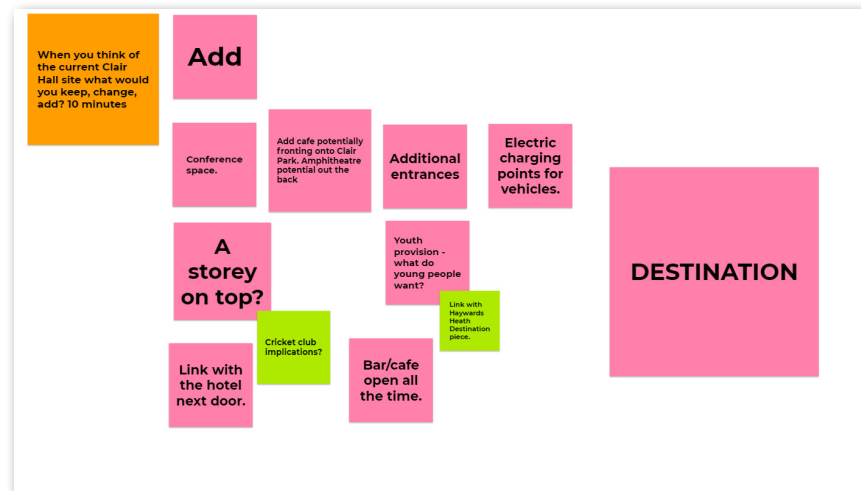 When you think of
the current Clair
Hall site what would
you keep, change,
add? 10 minutes
Add
Conference
space.
Add cafe potentially
fronting onto Clair
Park. Amphitheatre
potential out the
back
Additional
entrances
Electric
charging
points for
vehicles.
DESTINATION
A
storey
on top?
Cricket club
implications?
Youth
provision -
what do
young people
want?
Link with
Haywards
Heath
Destination
piece.
Link with
the hotel
next door.
Bar/cafe
open all
the time.